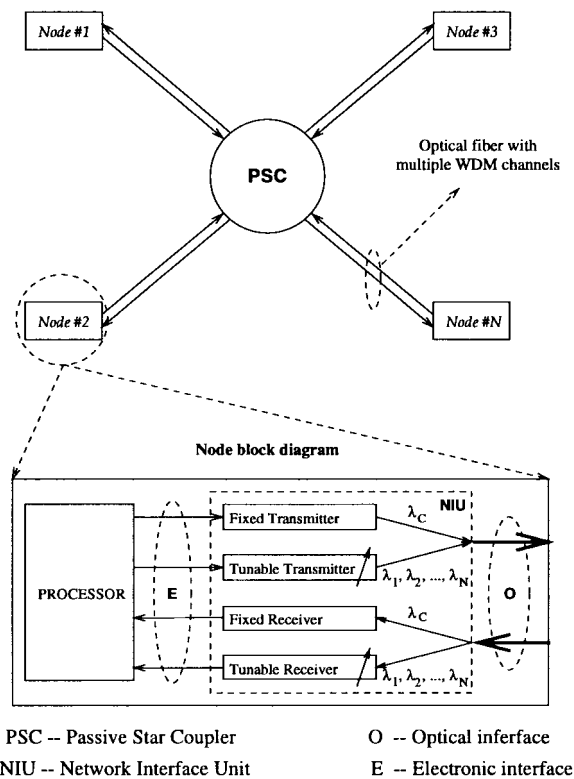 Node #1
Node #3
PSC
Optical fiber with
multiple WDM channels
Node #2
Node #N
Node block diagram
NIU
Fixed Transmitter
λC
Tunable Transmitter
λ1, λ2, ..., λN
PROCESSOR
E
O
Fixed Receiver
λC
Tunable Receiver
λ1, λ2, ..., λN
PSC -- Passive Star Coupler
O -- Optical inferface
NIU -- Network Interface Unit
E -- Electronic interface